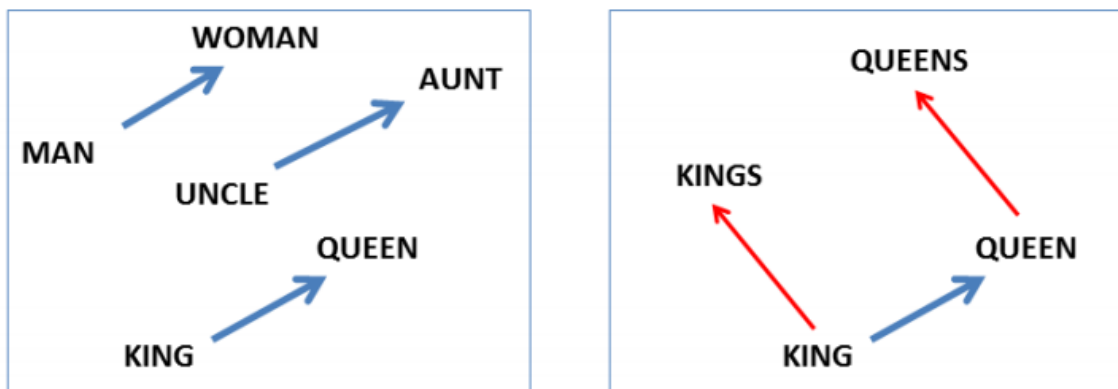 WOMAN
AUNT
MAN
UNCLE
QUEEN
KING
QUEENS
KINGS
QUEEN
KING